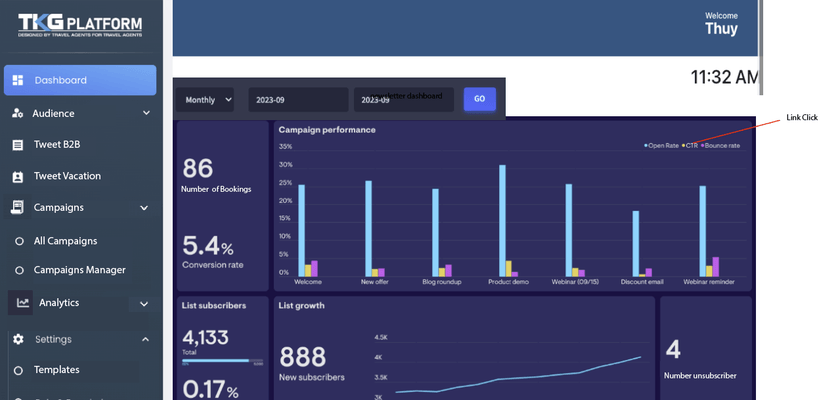 TKG PLATFORM
DESIGNED BY TRAVEL AGENTS FOR TRAVEL AGENTS
Dashboard
Audience
Tweet B2B
Tweet Vacation
Campaigns
All Campaigns
Campaigns Manager
Analytics
Settings
Templates
Welcome
Thuy
11:32 AM
Monthly
2023-09
2023-09
newsletter dashboard
GO
Link Click
86
Number of Bookings
5.4%
Conversion rate
Campaign performance
Open Rate CTR Bounce rate
35%
30%
25%
20%
15%
10%
5%
0%
Welcome
New offer
Blog roundup
Product demo
Webinar (09/15)
Discount email
Webinar reminder
List subscribers
4,133
Total
0.17%
List growth
888
New subscribers
4.5K
4K
3.5K
3K
4
Number unsubscriber